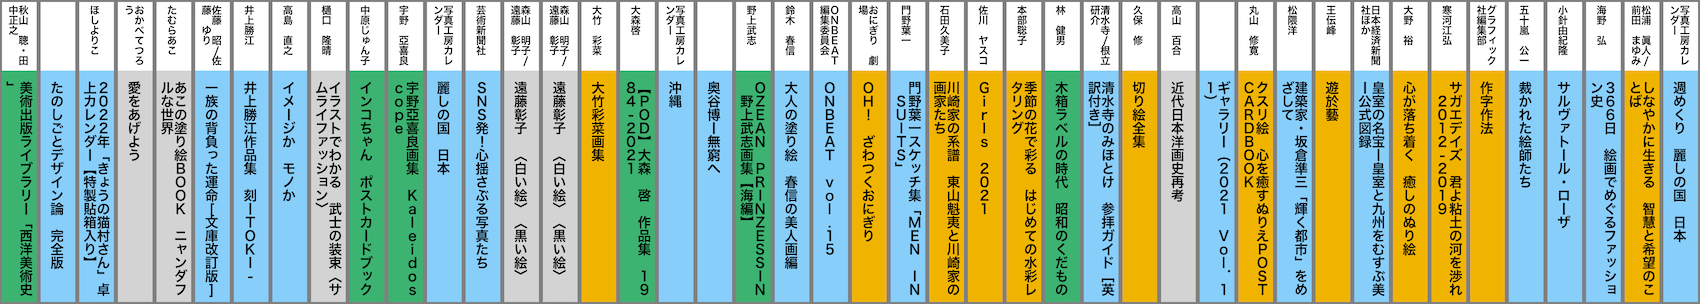 写真工房カレ
ンダー
週めくり 麗しの国 日本
松浦 眞人/
前田 まゆみ
しなやかに生きる 智慧と希望のこ
とば
海野 弘
366日 絵画でめぐるファッショ
ン史
小針由紀隆
サルヴァトール・ローザ
五十嵐 公一
裁かれた絵師たち
グラフィック
社編集部
作字作法
寒河江弘
サガエデイズ 君よ粘土の河を渉れ
2012-2019
大野 裕
心が落ち着く 癒しのぬり絵
日本経済新聞
社ほか
皇室の名宝ー皇室と九州をむすぶ美
ー公式図録
王伝峰
遊於藝
松隈洋
建築家・坂倉準三「輝く都市」をめ
ざして
丸山 修寛
クスリ絵 心を癒すぬりえPOST
CARDBOOK
ギャラリー（2021 Vol.1
1）
高山 百合
近代日本洋画史再考
久保 修
切り絵全集
清水寺/根立
研介
清水寺のみほとけ 参拝ガイド［英
訳付き］
林 健男
木箱ラベルの時代 昭和のくだもの
本部聡子
季節の花で彩る はじめての水彩レ
タリング
佐川 ヤスコ
Girls 2021
石田久美子
川崎家の系譜 東山魁夷と川崎家の
画家たち
門野葉一
門野葉一スケッチ集「MEN IN
SUITS」
おにぎり 劇
場
OH! ざわつくおにぎり
ONBEAT
編集委員会
ONBEAT vol.15
鈴木 春信
大人の塗り絵 春信の美人画編
野上武志
OZEAN PRINZESSIN
野上武志画集【海編】
奥谷博ー無窮へ
写真工房カレ
ンダー
沖縄
大森啓
【POD】大森 啓 作品集 19
84-2021
大竹 彩菜
大竹彩菜画集
森山 明子/
遠藤 彰子
遠藤彰子 〈白い絵〉〈黒い絵〉
森山 明子/
遠藤 彰子
遠藤彰子 〈白い絵〉〈黒い絵〉
芸術新聞社
SNS発!心揺さぶる写真たち
写真工房カレ
ンダー
麗しの国 日本
宇野 亞喜良
宇野亞喜良画集 Kaleidos
cope
中原じゅん子
インコちゃん ポストカードブック
樋口 隆晴
イラストでわかる 武士の装束〈サ
ムライファッション〉
高島 直之
イメージか モノか
井上勝江
井上勝江作品集 刻ーTOKI-
佐藤 昭/佐
藤 ゆり
一族の背負った運命ー文庫改訂版]
たむらあこ
あこの塗り絵BOOK ニャンダフ
ルな世界
おかべてつろ
う
愛をあげよう
ほしよりこ
2022年「きょうの猫村さん」卓
上カレンダー【特製貼箱入り】
たのしごとデザイン論 完全版
秋山 聰・田
中正之
美術出版ライブラリー「西洋美術史
」